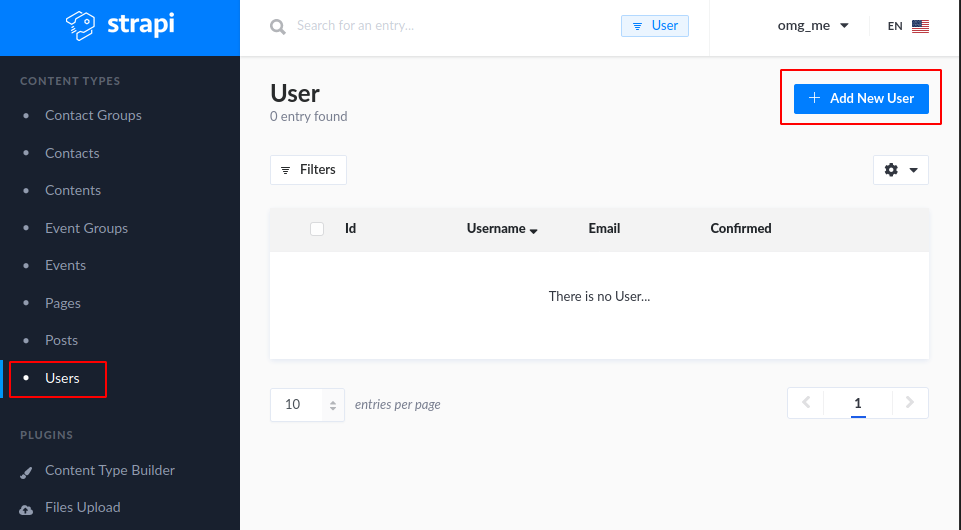 strapi
Search for an entry...
User
omg_me
EN
CONTENT TYPES
Contact Groups
Contacts
Contents
Event Groups
Events
Pages
Posts
Users
PLUGINS
Content Type Builder
Files Upload
User
0 entry found
+ Add New User
Filters
Id Username Email Confirmed
There is no User...
10 entries per page
1